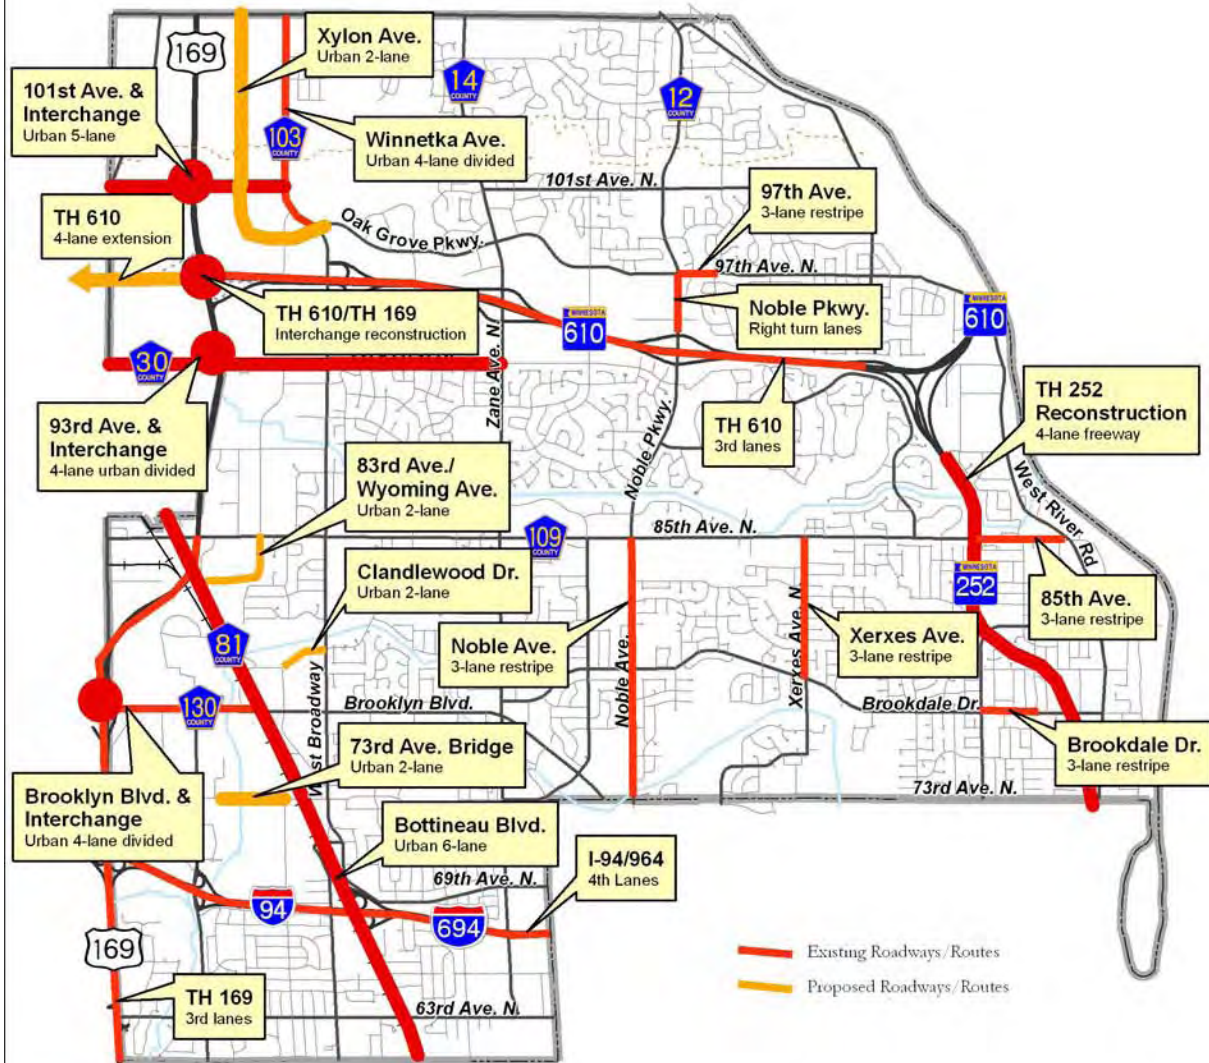 Xylon Ave.
Urban 2-lane
169
14
COUNTY
12
COUNTY
101st Ave. &
Interchange
Urban 5-lane
103
COUNTY
Winnetka Ave.
Urban 4-lane divided
101st Ave. N.
97th Ave.
3-lane restripe
TH 610
4-lane extension
Oak Grove Pkwy.
97th Ave. N.
TH 610/TH 169
Interchange reconstruction
MINNESOTA
610
Noble Pkwy.
Right turn lanes
MINNESOTA
610
30
COUNTY
Zane Ave. N.
TH 610
3rd lanes
TH 252
Reconstruction
4-lane freeway
93rd Ave. &
Interchange
4-lane urban divided
83rd Ave./
Wyoming Ave.
Urban 2-lane
Noble Pkwy.
West River Rd
109
COUNTY
85th Ave. N.
Clandlewood Dr.
Urban 2-lane
MINNESOTA
252
85th Ave.
3-lane restripe
81
COUNTY
Noble Ave.
3-lane restripe
Noble Ave.
Xerxes Ave. N.
Xerxes Ave.
3-lane restripe
130
COUNTY
West Broadway
Brooklyn Blvd.
Brookdale Dr.
73rd Ave. Bridge
Urban 2-lane
Brookdale Dr.
3-lane restripe
73rd Ave. N.
Brooklyn Blvd. &
Interchange
Urban 4-lane divided
Bottineau Blvd.
Urban 6-lane
I-94/964
4th Lanes
69th Ave. N.
94
694
169
TH 169
3rd lanes
63rd Ave. N.
Existing Roadways/Routes
Proposed Roadways/Routes